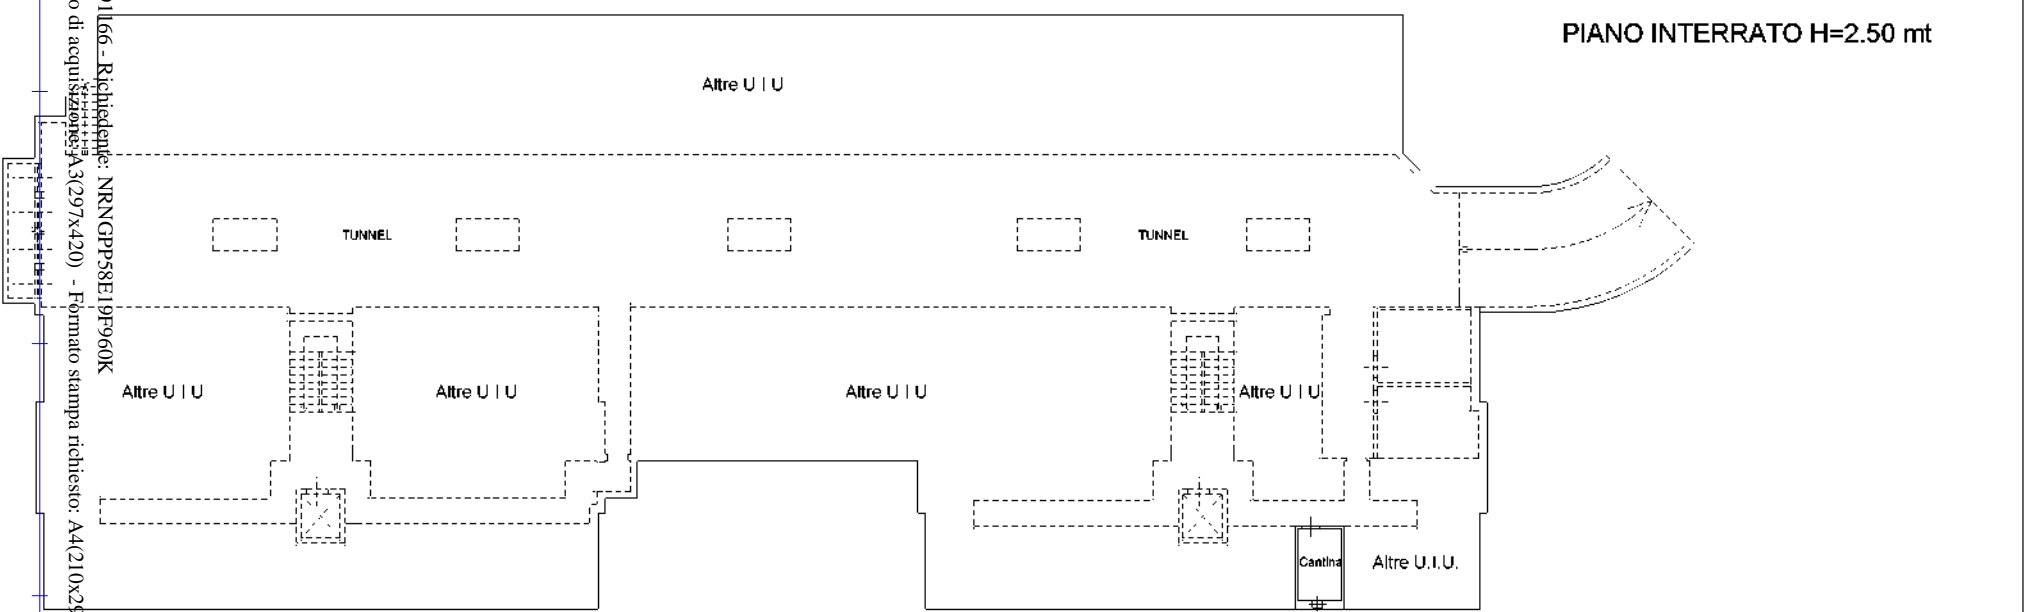 PIANO INTERRATO H=2.50 mt
Altre U I U
TUNNEL
TUNNEL
Altre U I U
Altre U I U
Altre U I U
Altre U I U
Cantina
Altre U.I.U.
01166 - Richiedente: NRNGPP58E19F960K
o di acquisizione: A3(297x420) - Formato stampa richiesto: A4(210x29